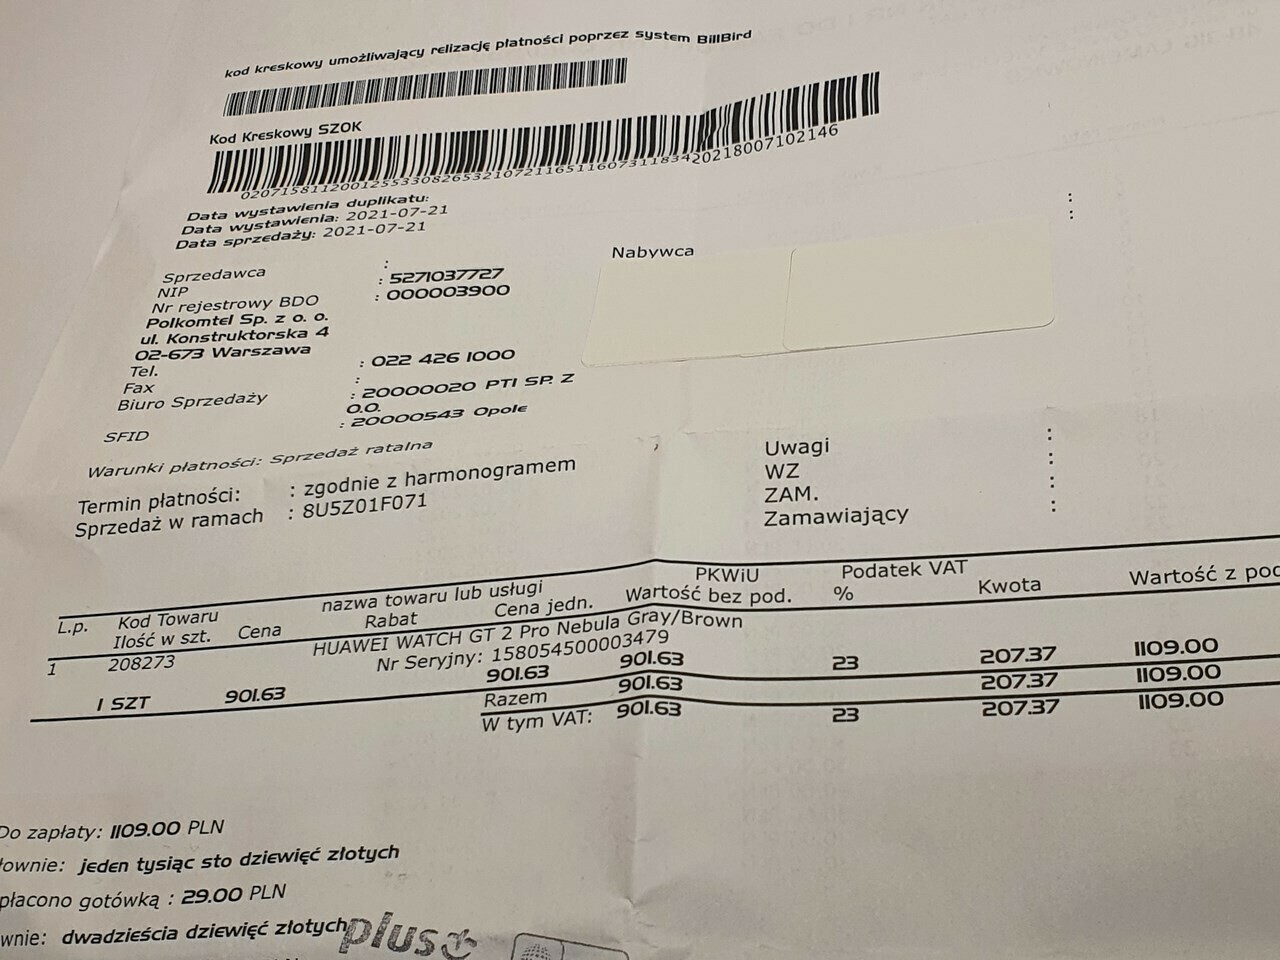 kod kreskowy umożliwiający relizację płatności poprzez system BillBird
Kod Kreskowy SZOK
0207158112001255330826532107211651160731183420218007102146
Data wystawienia duplikatu:
Data wystawienia: 2021-07-21
Data sprzedaży: 2021-07-21
Sprzedawca :
NIP : 5271037727
Nr rejestrowy BDO : 000003900
Polkomtel Sp. z o. o.
ul. Konstruktorska 4
02-673 Warszawa
Tel. : 022 426 1000
Fax :
Biuro Sprzedaży : 20000020 PTI SP. Z
O.O.
SFID : 20000543 Opole
Nabywca
:
:
Warunki płatności: Sprzedaż ratalna
Termin płatności: : zgodnie z harmonogramem
Sprzedaż w ramach : 8U5Z01F071
Uwagi :
WZ :
ZAM. :
Zamawiający :
L.p. Kod Towaru nazwa towaru lub usługi PKWiU Podatek VAT
Ilość w szt. Cena Rabat Cena jedn. Wartość bez pod. % Kwota Wartość z pod
1 208273 HUAWEI WATCH GT 2 Pro Nebula Gray/Brown
Nr Seryjny: 158054500003479
1 SZT 901.63 901.63 901.63 23 207.37 1109.00
Razem 901.63 207.37 1109.00
W tym VAT: 901.63 23 207.37 1109.00
Do zapłaty: 1109.00 PLN
łownie: jeden tysiąc sto dziewięć złotych
płacono gotówką : 29.00 PLN
wnie: dwadzieścia dziewięć złotych
plus